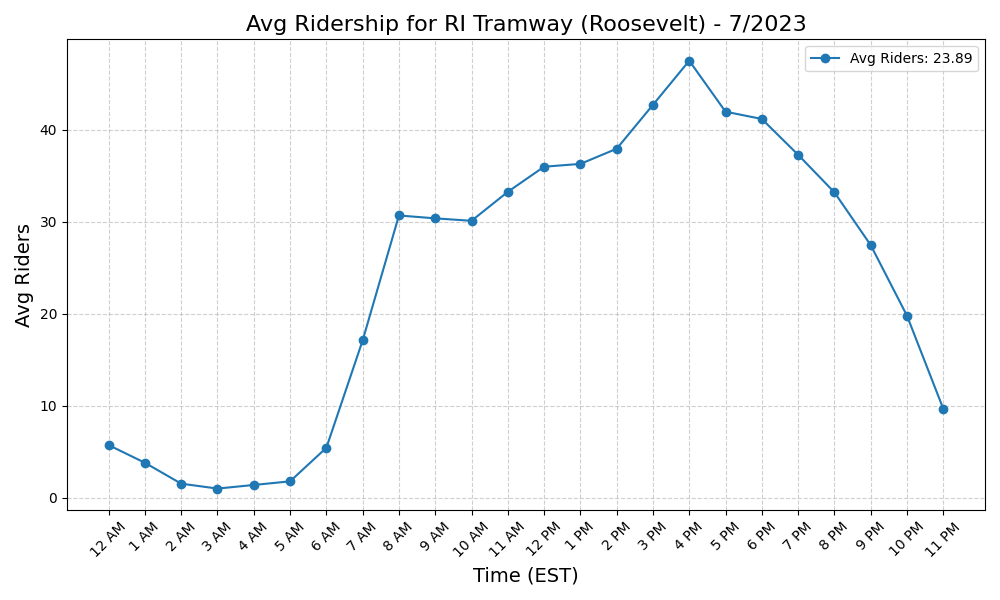 Avg Ridership for RI Tramway (Roosevelt) - 7/2023
Avg Riders: 23.89
Avg Riders
40
30
20
10
0
12 AM
1 AM
2 AM
3 AM
4 AM
5 AM
6 AM
7 AM
8 AM
9 AM
10 AM
11 AM
12 PM
1 PM
2 PM
3 PM
4 PM
5 PM
6 PM
7 PM
8 PM
9 PM
10 PM
11 PM
Time (EST)